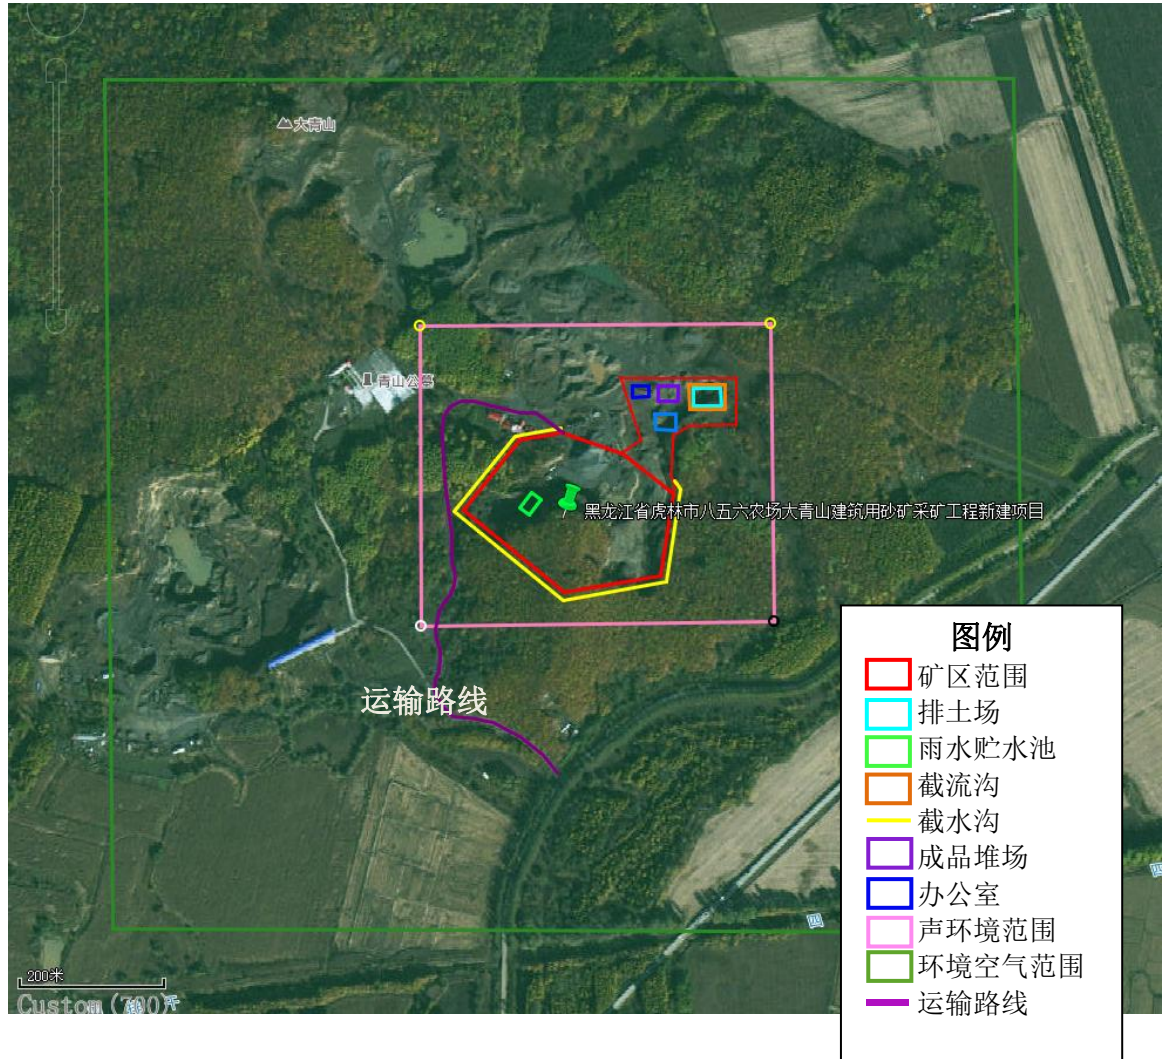 大青山
青山公墓
黑龙江省虎林市八五六农场大青山建筑用砂矿采矿工程新建项目
运输路线
图例
矿区范围
排土场
雨水贮水池
截流沟
截水沟
成品堆场
办公室
声环境范围
环境空气范围
运输路线
四
四
200米
Custom(700)